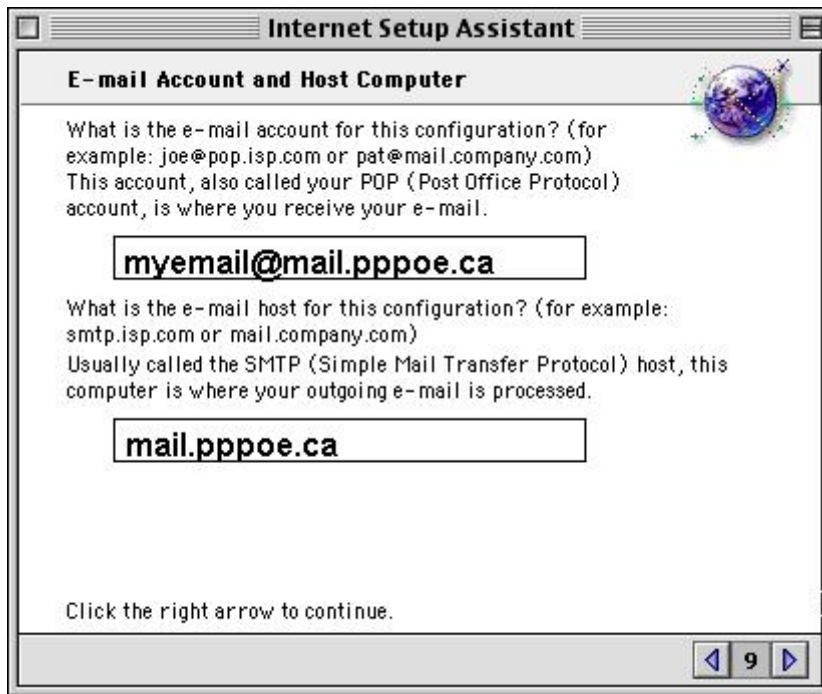 Internet Setup Assistant
E-mail Account and Host Computer
What is the e-mail account for this configuration? (for
example: joe@pop.isp.com or pat@mail.company.com)
This account, also called your POP (Post Office Protocol)
account, is where you receive your e-mail.
myemail@mail.pppoe.ca
What is the e-mail host for this configuration? (for example:
smtp.isp.com or mail.company.com)
Usually called the SMTP (Simple Mail Transfer Protocol) host, this
computer is where your outgoing e-mail is processed.
mail.pppoe.ca
Click the right arrow to continue.
9